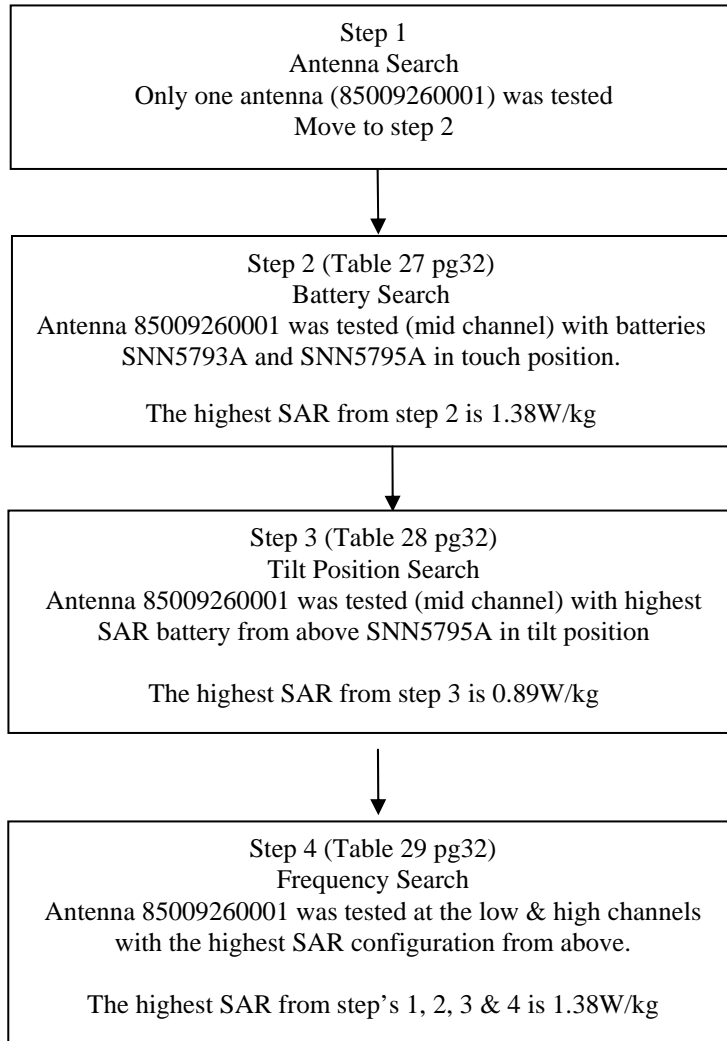 Step 1
Antenna Search
Only one antenna (85009260001) was tested
Move to step 2
Step 2 (Table 27 pg32)
Battery Search
Antenna 85009260001 was tested (mid channel) with batteries
SNN5793A and SNN5795A in touch position.
The highest SAR from step 2 is 1.38W/kg
Step 3 (Table 28 pg32)
Tilt Position Search
Antenna 85009260001 was tested (mid channel) with highest
SAR battery from above SNN5795A in tilt position
The highest SAR from step 3 is 0.89W/kg
Step 4 (Table 29 pg32)
Frequency Search
Antenna 85009260001 was tested at the low & high channels
with the highest SAR configuration from above.
The highest SAR from step’s 1, 2, 3 & 4 is 1.38W/kg